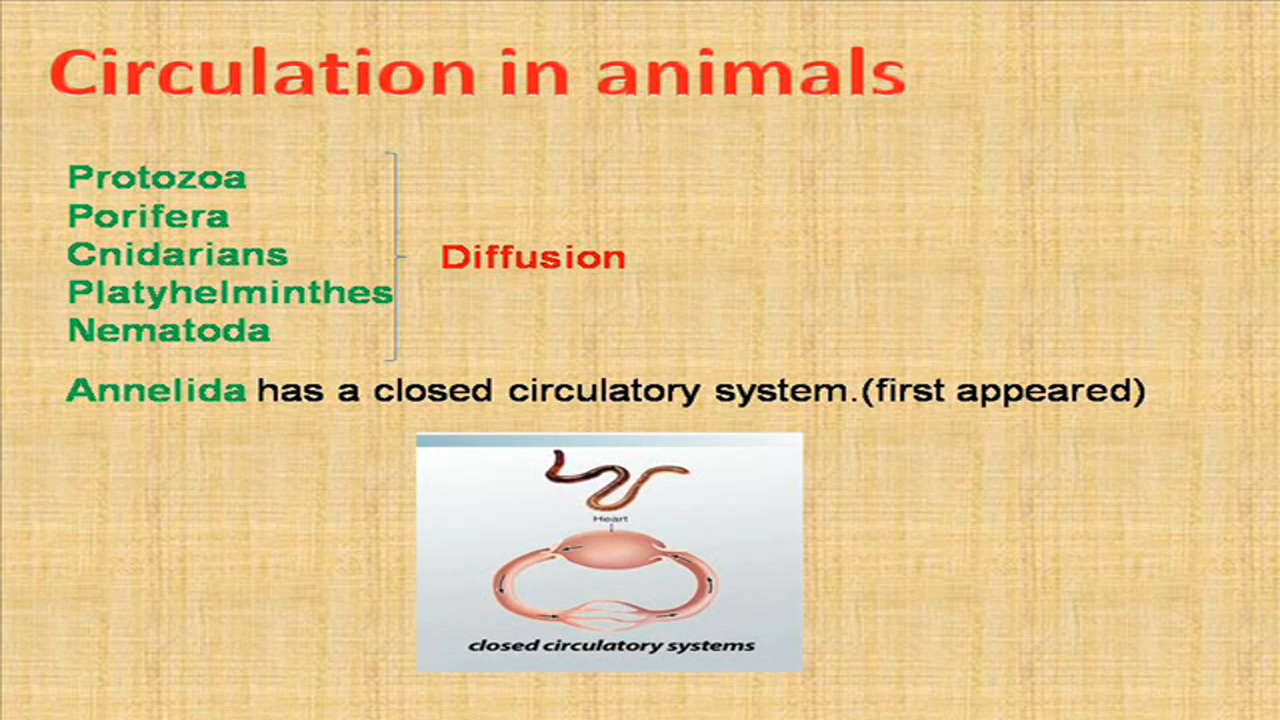 Circulation in animals
Protozoa
Porifera
Cnidarians
Platyhelminthes
Nematoda
Diffusion
Annelida has a closed circulatory system.(first appeared)
Heart
closed circulatory systems